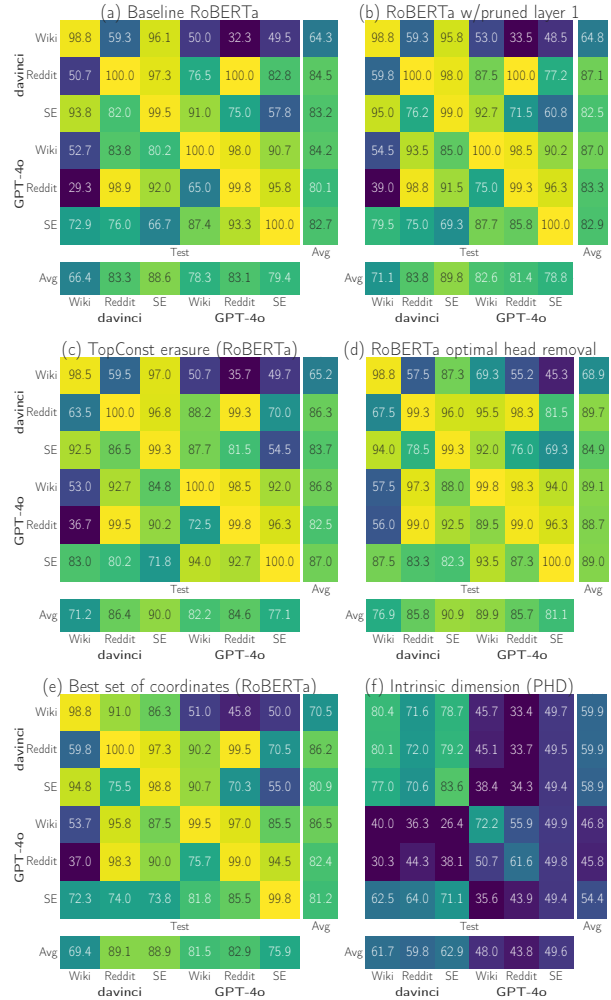 (a) Baseline RoBERTa
davinci
GPT-4o
Wiki 98.8 59.3 96.1 50.0 32.3 49.5 64.3
Reddit 50.7 100.0 97.3 76.5 100.0 82.8 84.5
SE 93.8 82.0 99.5 91.0 75.0 57.8 83.2
Wiki 52.7 83.8 80.2 100.0 98.0 90.7 84.2
Reddit 29.3 98.9 92.0 65.0 99.8 95.8 80.1
SE 72.9 76.0 66.7 87.4 93.3 100.0 82.7
Test Avg
Avg 66.4 83.3 88.6 78.3 83.1 79.4
Wiki Reddit SE Wiki Reddit SE
davinci GPT-4o
(b) RoBERTa w/pruned layer 1
davinci
GPT-4o
Wiki 98.8 59.3 95.8 53.0 33.5 48.5 64.8
Reddit 59.8 100.0 98.0 87.5 100.0 77.2 87.1
SE 95.0 76.2 99.0 92.7 71.5 60.8 82.5
Wiki 54.5 93.5 85.0 100.0 98.5 90.2 87.0
Reddit 39.0 98.8 91.5 75.0 99.3 96.3 83.3
SE 79.5 75.0 69.3 87.7 85.8 100.0 82.9
Test Avg
Avg 71.1 83.8 89.8 82.6 81.4 78.8
Wiki Reddit SE Wiki Reddit SE
davinci GPT-4o
(c) TopConst erasure (RoBERTa)
davinci
GPT-4o
Wiki 98.5 59.5 97.0 50.7 35.7 49.7 65.2
Reddit 63.5 100.0 96.8 88.2 99.3 70.0 86.3
SE 92.5 86.5 99.3 87.7 81.5 54.5 83.7
Wiki 53.0 92.7 84.8 100.0 98.5 92.0 86.8
Reddit 36.7 99.5 90.2 72.5 99.8 96.3 82.5
SE 83.0 80.2 71.8 94.0 92.7 100.0 87.0
Test Avg
Avg 71.2 86.4 90.0 82.2 84.6 77.1
Wiki Reddit SE Wiki Reddit SE
davinci GPT-4o
(d) RoBERTa optimal head removal
davinci
GPT-4o
Wiki 98.8 57.5 87.3 69.3 55.2 45.3 68.9
Reddit 67.5 99.3 96.0 95.5 98.3 81.5 89.7
SE 94.0 78.5 99.3 92.0 76.0 69.3 84.9
Wiki 57.5 97.3 88.0 99.8 98.3 94.0 89.1
Reddit 56.0 99.0 92.5 89.5 99.0 96.3 88.7
SE 87.5 83.3 82.3 93.5 87.3 100.0 89.0
Test Avg
Avg 76.9 85.8 90.9 89.9 85.7 81.1
Wiki Reddit SE Wiki Reddit SE
davinci GPT-4o
(e) Best set of coordinates (RoBERTa)
davinci
GPT-4o
Wiki 98.8 91.0 86.3 51.0 45.8 50.0 70.5
Reddit 59.8 100.0 97.3 90.2 99.5 70.5 86.2
SE 94.8 75.5 98.8 90.7 70.3 55.0 80.9
Wiki 53.7 95.8 87.5 99.5 97.0 85.5 86.5
Reddit 37.0 98.3 90.0 75.7 99.0 94.5 82.4
SE 72.3 74.0 73.8 81.8 85.5 99.8 81.2
Test Avg
Avg 69.4 89.1 88.9 81.5 82.9 75.9
Wiki Reddit SE Wiki Reddit SE
davinci GPT-4o
(f) Intrinsic dimension (PHD)
davinci
GPT-4o
Wiki 80.4 71.6 78.7 45.7 33.4 49.7 59.9
Reddit 80.1 72.0 79.2 45.1 33.7 49.5 59.9
SE 77.0 70.6 83.6 38.4 34.3 49.4 58.9
Wiki 40.0 36.3 26.4 72.2 55.9 49.9 46.8
Reddit 30.3 44.3 38.1 50.7 61.6 49.8 45.8
SE 62.5 64.0 71.1 35.6 43.9 49.4 54.4
Test Avg
Avg 61.7 59.8 62.9 48.0 43.8 49.6
Wiki Reddit SE Wiki Reddit SE
davinci GPT-4o